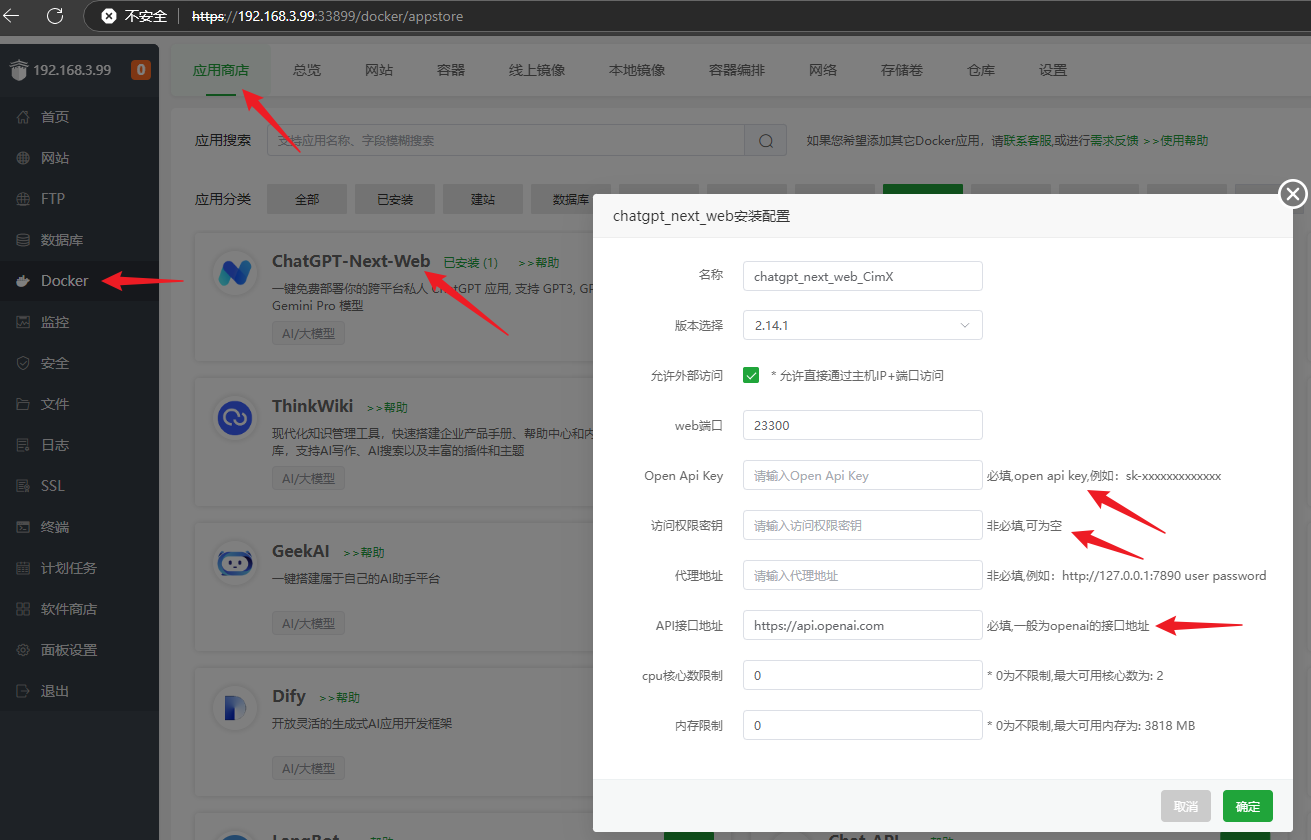 不安全 https://192.168.3.99:33899/docker/appstore
192.168.3.99 0
首页
网站
FTP
数据库
Docker
监控
安全
文件
日志
SSL
终端
计划任务
软件商店
面板设置
退出
应用商店 总览 网站 容器 线上镜像 本地镜像 容器编排 网络 存储卷 仓库 设置
应用搜索 支持应用名称、字段模糊搜索 如果您希望添加其它Docker应用，请联系客服,或进行需求反馈 >>使用帮助
应用分类 全部 已安装 建站 数据库
ChatGPT-Next-Web 已安装 (1) >>帮助
一键免费部署你的跨平台私人 ChatGPT 应用, 支持 GPT3, GP
Gemini Pro 模型
AI/大模型
ThinkWiki >>帮助
现代化知识管理工具，快速搭建企业产品手册、帮助中心和内
库，支持AI写作、AI搜索以及丰富的插件和主题
AI/大模型
GeekAI >>帮助
一键搭建属于自己的AI助手平台
AI/大模型
Dify >>帮助
开放灵活的生成式AI应用开发框架
AI/大模型
LangBot >>帮助
Chat-API >>帮助
chatgpt_next_web安装配置
名称 chatgpt_next_web_CimX
版本选择 2.14.1
允许外部访问 * 允许直接通过主机IP+端口访问
web端口 23300
Open Api Key 请输入Open Api Key 必填,open api key,例如：sk-xxxxxxxxxxxxx
访问权限密钥 请输入访问权限密钥 非必填,可为空
代理地址 请输入代理地址 非必填,例如：http://127.0.0.1:7890 user password
API接口地址 https://api.openai.com 必填,一般为openai的接口地址
cpu核心数限制 0 * 0为不限制,最大可用核心数为: 2
内存限制 0 * 0为不限制,最大可用内存为: 3818 MB
取消 确定